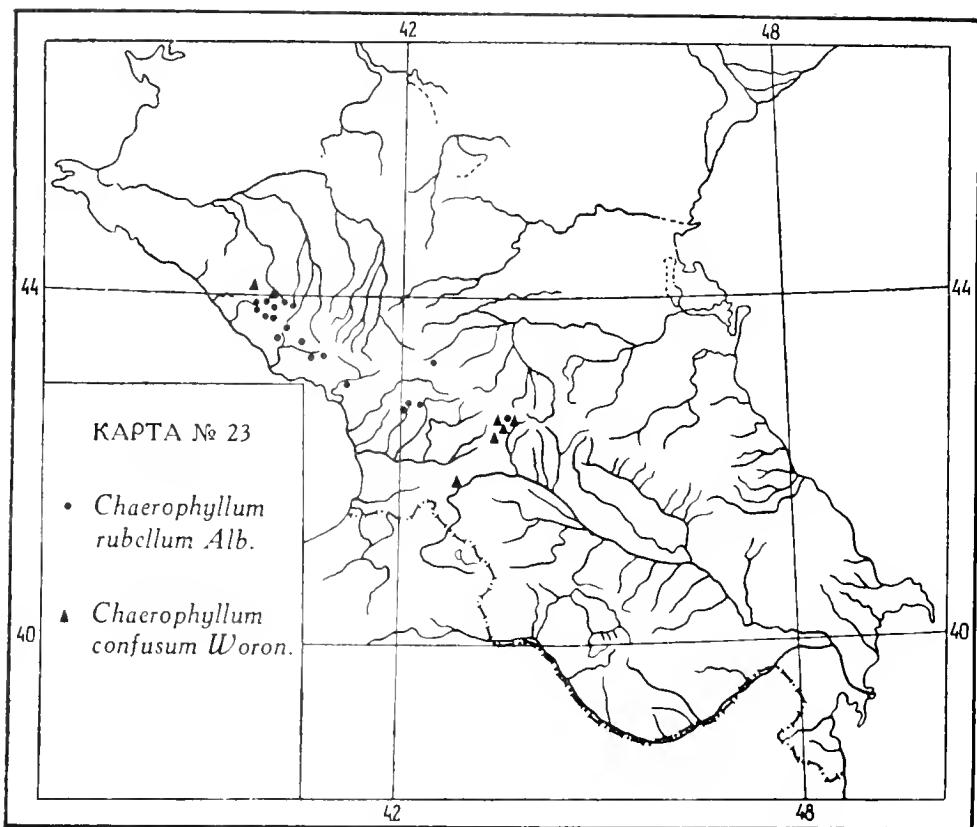 42 48
44 44
КАРТА № 23
Chaerophyllum
rubellum Alb.
Chaerophyllum
confusum Woron.
40 40
42 48